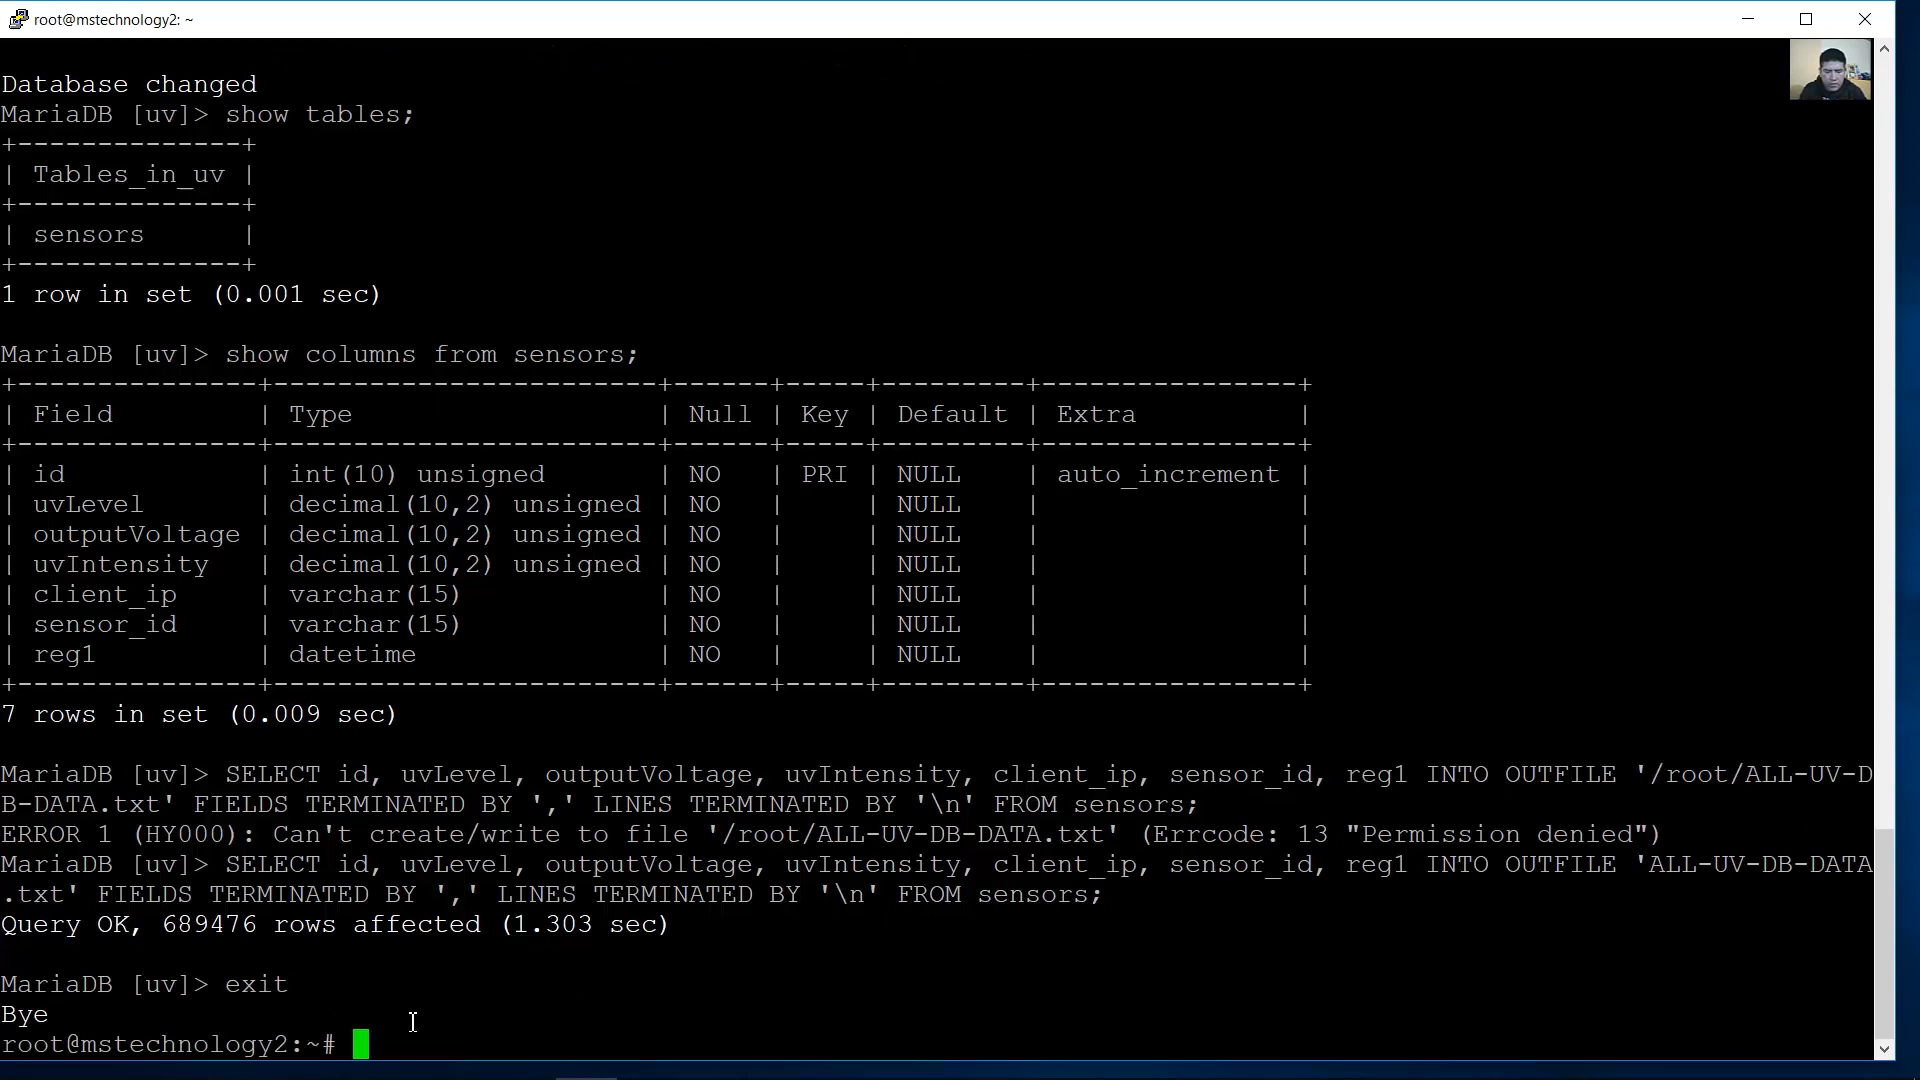 root@mstechnology2: ~
Database changed
MariaDB [uv]> show tables;
+--------------+
| Tables_in_uv |
+--------------+
| sensors      |
+--------------+
1 row in set (0.001 sec)
MariaDB [uv]> show columns from sensors;
+---------------+------------------------+------+-----+---------+----------------+
| Field         | Type                   | Null | Key | Default | Extra          |
+---------------+------------------------+------+-----+---------+----------------+
| id            | int(10) unsigned       | NO   | PRI | NULL    | auto_increment |
| uvLevel       | decimal(10,2) unsigned | NO   |     | NULL    |                |
| outputVoltage | decimal(10,2) unsigned | NO   |     | NULL    |                |
| uvIntensity   | decimal(10,2) unsigned | NO   |     | NULL    |                |
| client_ip     | varchar(15)            | NO   |     | NULL    |                |
| sensor_id     | varchar(15)            | NO   |     | NULL    |                |
| reg1          | datetime               | NO   |     | NULL    |                |
+---------------+------------------------+------+-----+---------+----------------+
7 rows in set (0.009 sec)
MariaDB [uv]> SELECT id, uvLevel, outputVoltage, uvIntensity, client_ip, sensor_id, reg1 INTO OUTFILE '/root/ALL-UV-D
B-DATA.txt' FIELDS TERMINATED BY ',' LINES TERMINATED BY '\n' FROM sensors;
ERROR 1 (HY000): Can't create/write to file '/root/ALL-UV-DB-DATA.txt' (Errcode: 13 "Permission denied")
MariaDB [uv]> SELECT id, uvLevel, outputVoltage, uvIntensity, client_ip, sensor_id, reg1 INTO OUTFILE 'ALL-UV-DB-DATA
.txt' FIELDS TERMINATED BY ',' LINES TERMINATED BY '\n' FROM sensors;
Query OK, 689476 rows affected (1.303 sec)
MariaDB [uv]> exit
Bye
root@mstechnology2:~#